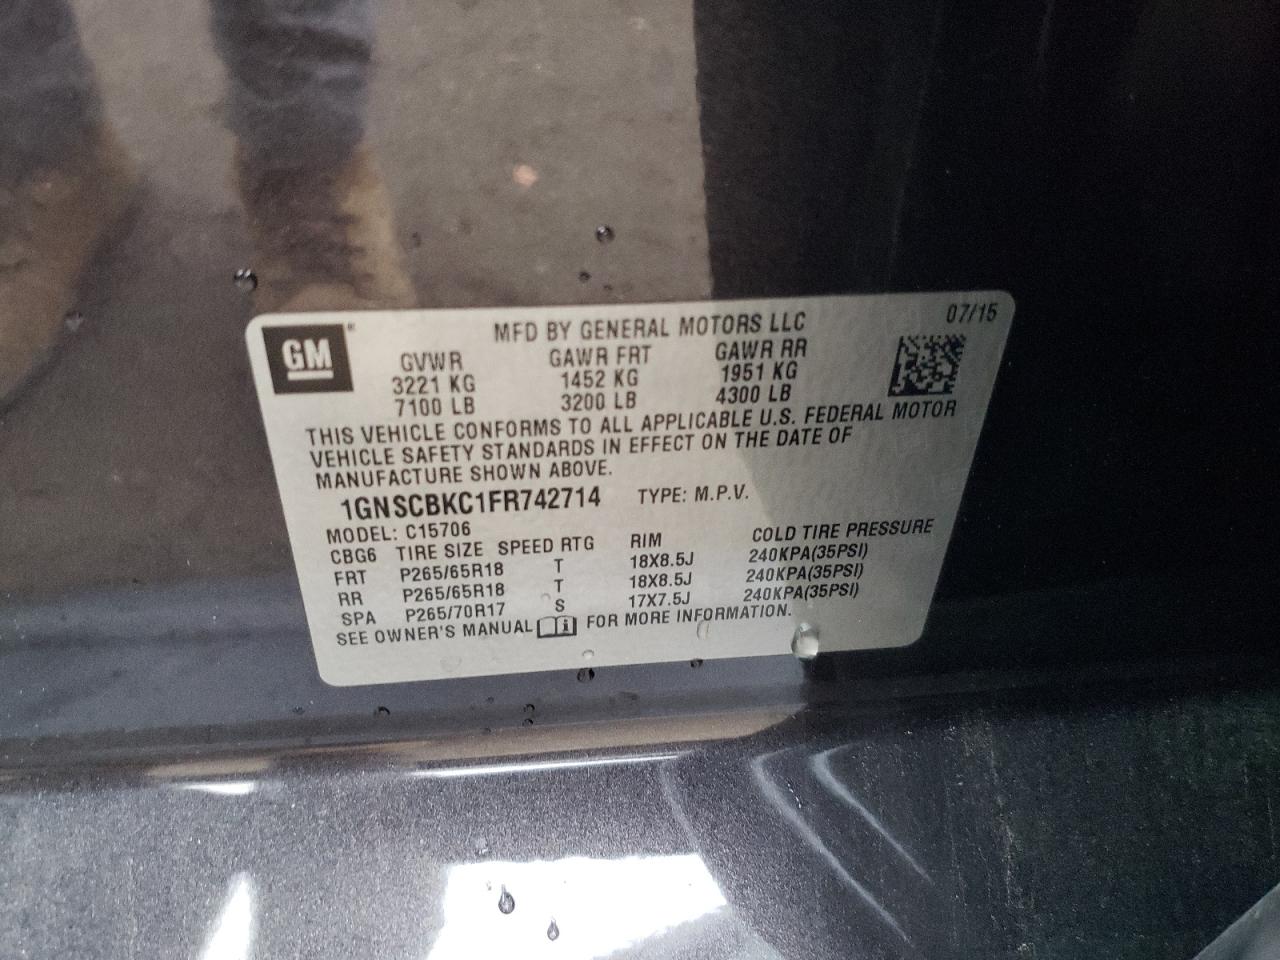 07/15
GM ®
MFD BY GENERAL MOTORS LLC
GVWR GAWR FRT GAWR RR
3221 KG 1452 KG 1951 KG
7100 LB 3200 LB 4300 LB
THIS VEHICLE CONFORMS TO ALL APPLICABLE U.S. FEDERAL MOTOR
VEHICLE SAFETY STANDARDS IN EFFECT ON THE DATE OF
MANUFACTURE SHOWN ABOVE.
1GNSCBKC1FR742714 TYPE: M.P.V.
MODEL: C15706
CBG6 TIRE SIZE SPEED RTG RIM COLD TIRE PRESSURE
FRT P265/65R18 T 18X8.5J 240KPA(35PSI)
RR P265/65R18 T 18X8.5J 240KPA(35PSI)
SPA P265/70R17 S 17X7.5J 240KPA(35PSI)
SEE OWNER'S MANUAL i FOR MORE INFORMATION.